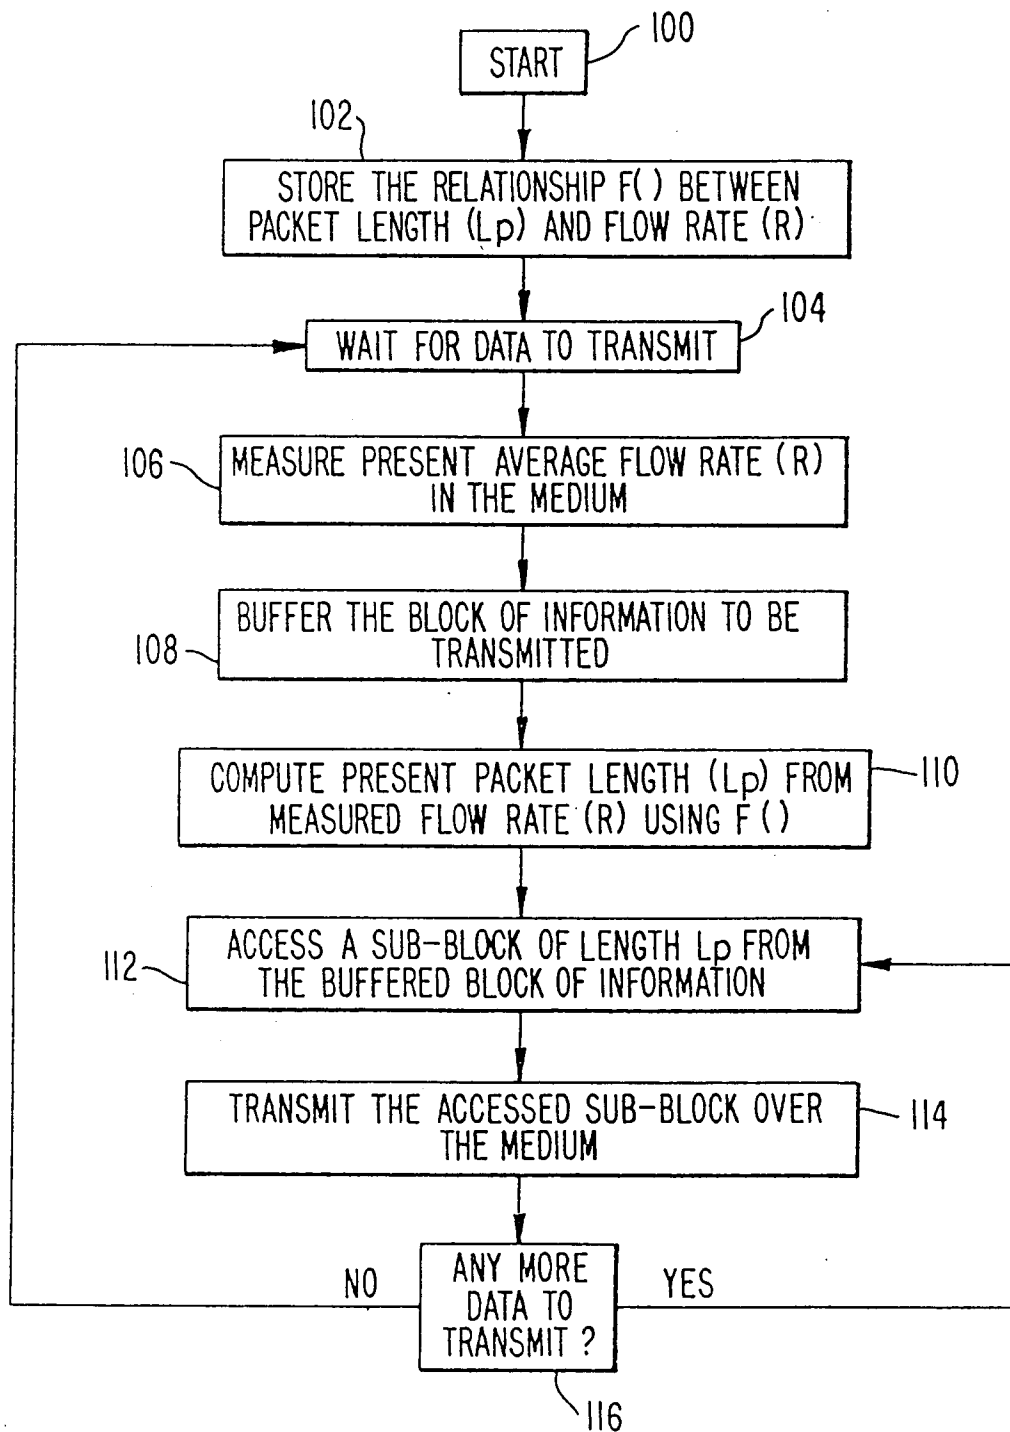 START
100
102
STORE THE RELATIONSHIP F( ) BETWEEN
PACKET LENGTH (Lp) AND FLOW RATE (R)
104
WAIT FOR DATA TO TRANSMIT
106
MEASURE PRESENT AVERAGE FLOW RATE (R)
IN THE MEDIUM
108
BUFFER THE BLOCK OF INFORMATION TO BE
TRANSMITTED
110
COMPUTE PRESENT PACKET LENGTH (Lp) FROM
MEASURED FLOW RATE (R) USING F ( )
112
ACCESS A SUB-BLOCK OF LENGTH Lp FROM
THE BUFFERED BLOCK OF INFORMATION
114
TRANSMIT THE ACCESSED SUB-BLOCK OVER
THE MEDIUM
NO
ANY MORE
DATA TO
TRANSMIT ?
YES
116